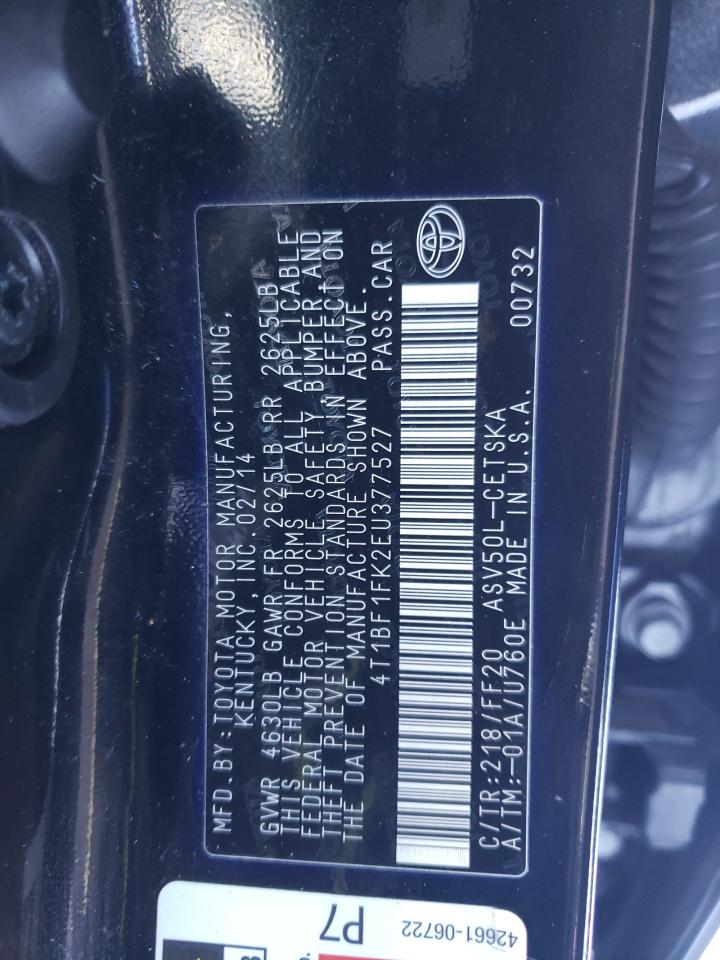 MFD.BY:TOYOTA MOTOR MANUFACTURING,
KENTUCKY,INC. 02/14
GVWR 4630LB GAWR FR 2625LB RR 2625LB
THIS VEHICLE CONFORMS TO ALL APPLICABLE
FEDERAL MOTOR VEHICLE SAFETY, BUMPER, AND
THEFT PREVENTION STANDARDS IN EFFECT ON
THE DATE OF MANUFACTURE SHOWN ABOVE.
4T1BF1FK2EU377527 PASS.CAR
C/TR:218/FF20 ASV50L-CETSKA
A/TM:-01A/U760E MADE IN U.S.A. 00732
P7
42661-06722